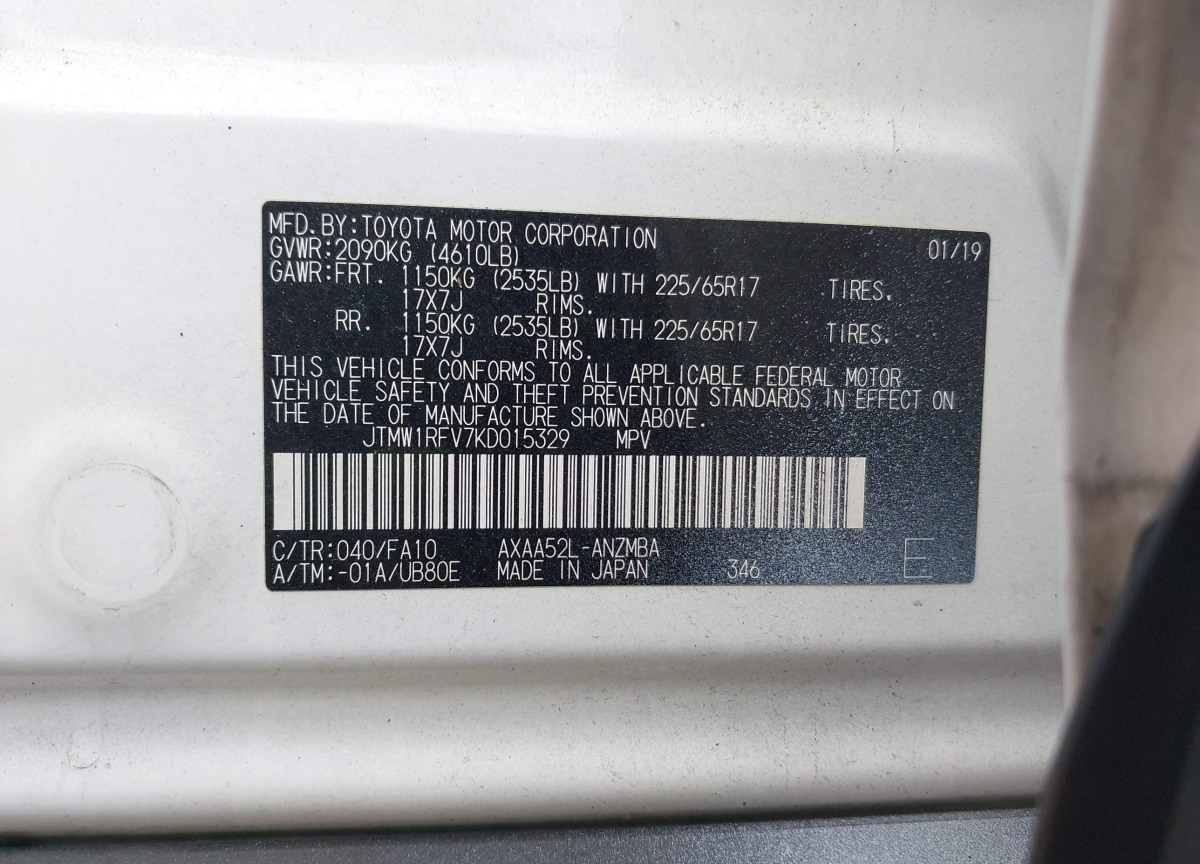 MFD.BY:TOYOTA MOTOR CORPORATION 01/19
GVWR:2090KG (4610LB)
GAWR:FRT. 1150KG (2535LB) WITH 225/65R17 TIRES.
17X7J RIMS.
RR. 1150KG (2535LB) WITH 225/65R17 TIRES.
17X7J RIMS.
THIS VEHICLE CONFORMS TO ALL APPLICABLE FEDERAL MOTOR
VEHICLE SAFETY AND THEFT PREVENTION STANDARDS IN EFFECT ON
THE DATE OF MANUFACTURE SHOWN ABOVE.
JTMW1RFV7KD015329 MPV
C/TR:040/FA10 AXAA52L-ANZMBA E
A/TM:-01A/UB80E MADE IN JAPAN 346